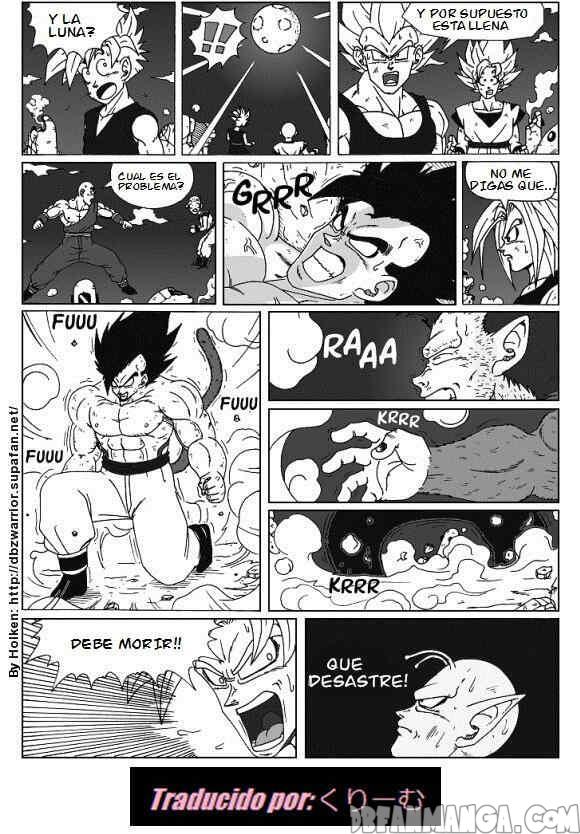 Y LA
LUNA?
!!
Y POR SUPUESTO
ESTA LLENA
CUAL ES EL
PROBLEMA?
GRRR
NO ME
DIGAS QUE...
FUUU
FUUU
FUUU
RAAA
KRRR
KRRR
DEBE MORIR!!
QUE
DESASTRE!
By Holken: http://dbzwarrior.supafan.net/
Traducido por: くりーむ
DREAMMANGA.COM